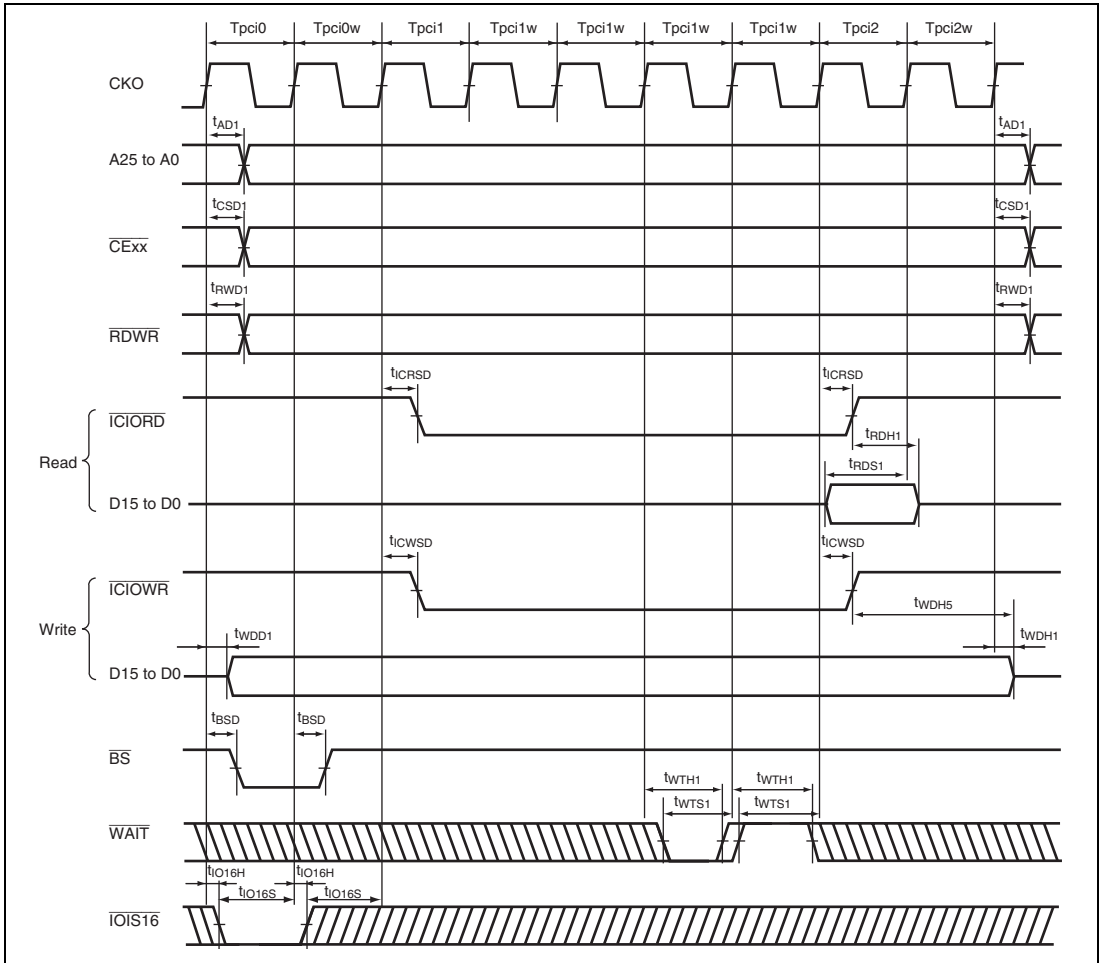 Tpci0 Tpci0w Tpci1 Tpci1w Tpci1w Tpci1w Tpci1w Tpci2 Tpci2w
CKO
tAD1 tAD1
A25 to A0
tCSD1 tCSD1
CExx
tRWD1 tRWD1
RDWR
tICRSD tICRSD
ICIORD
tRDH1
Read
tRDS1
D15 to D0
tICWSD tICWSD
ICIOWR
tWDH5
Write
tWDD1 tWDH1
D15 to D0
tBSD tBSD
BS
tWTH1 tWTH1
tWTS1 tWTS1
WAIT
tIO16H tIO16H
tIO16S tIO16S
IOIS16